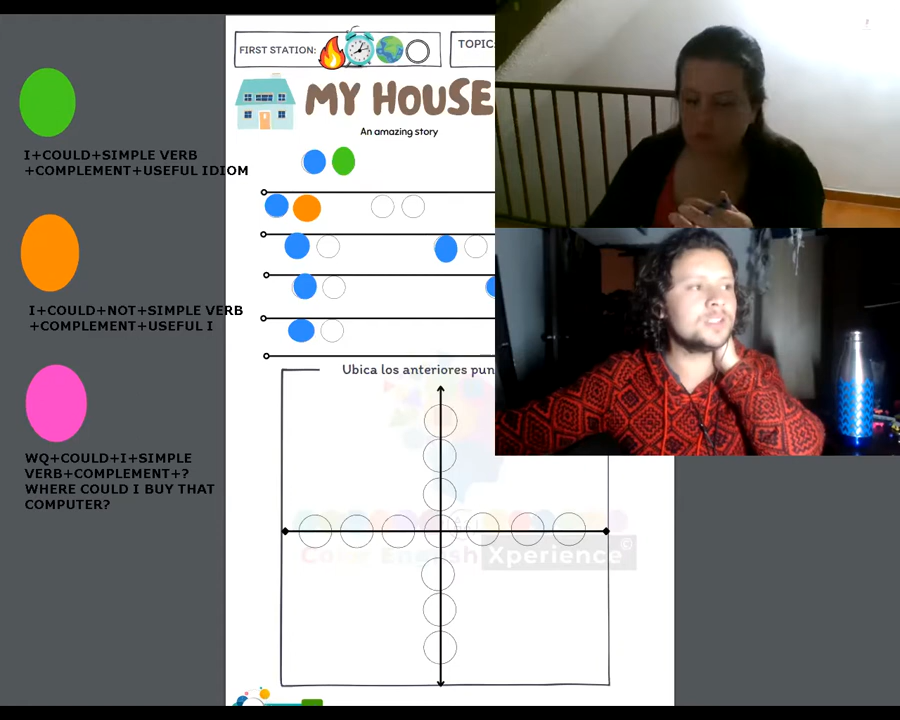 FIRST STATION:
TOPIC:
MY HOUSE
An amazing story
I+COULD+SIMPLE VERB
+COMPLEMENT+USEFUL IDIOM
I+COULD+NOT+SIMPLE VERB
+COMPLEMENT+USEFUL I
WQ+COULD+I+SIMPLE
VERB+COMPLEMENT+?
WHERE COULD I BUY THAT
COMPUTER?
Ubica los anteriores pun
English Xperience©